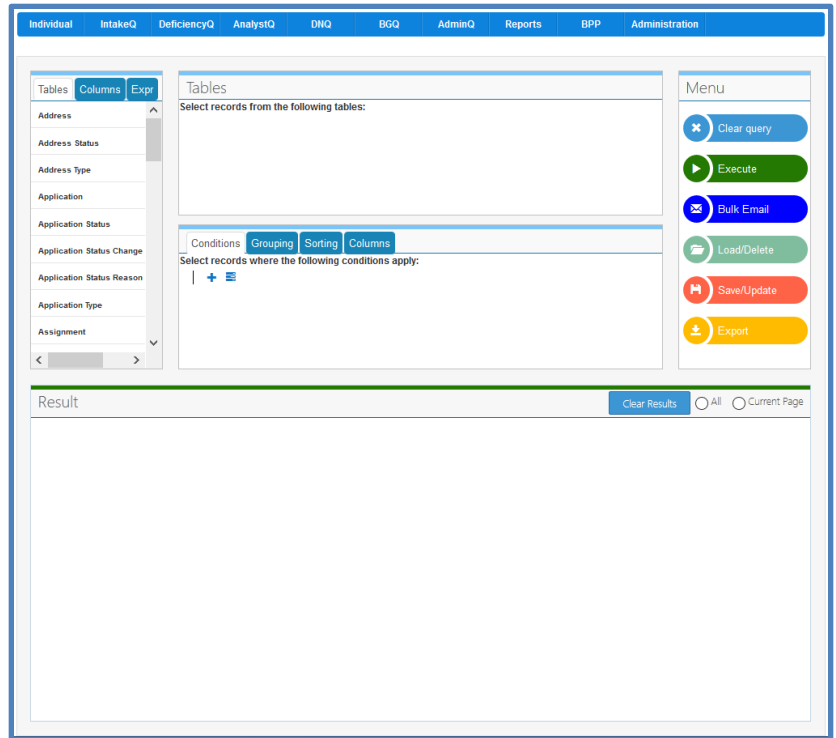 Individual IntakeQ DeficiencyQ AnalystQ DNQ BGQ AdminQ Reports BPP Administration
Tables Columns Expr
Address
Address Status
Address Type
Application
Application Status
Application Status Change
Application Status Reason
Application Type
Assignment
Tables
Select records from the following tables:
Conditions Grouping Sorting Columns
Select records where the following conditions apply:
Menu
Clear query
Execute
Bulk Email
Load/Delete
Save/Update
Export
Result
Clear Results All Current Page